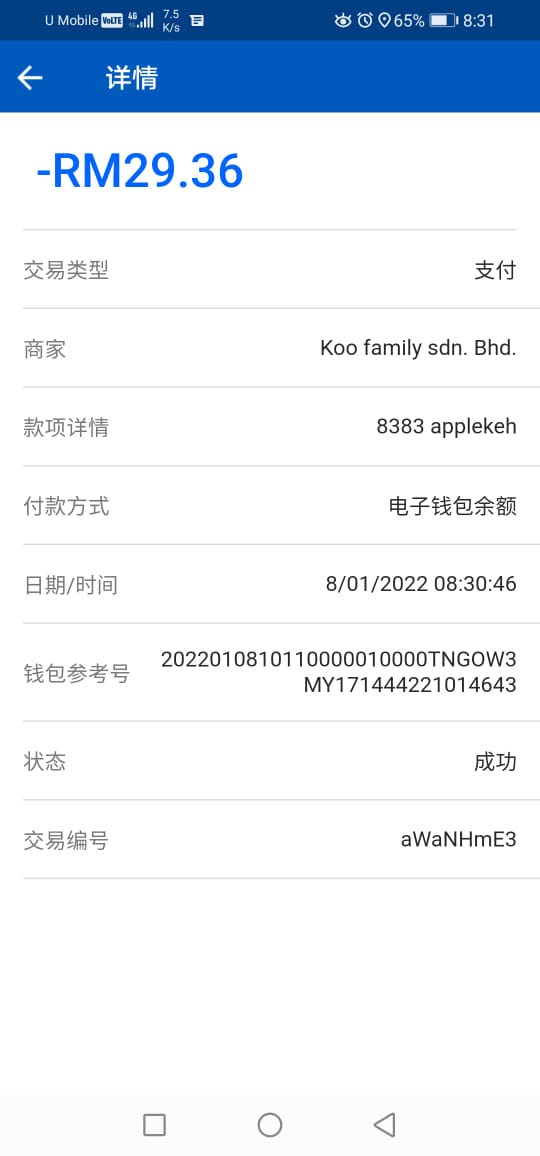 U Mobile VoLTE 4G 7.5 K/s 65% 8:31
详情
-RM29.36
交易类型 支付
商家 Koo family sdn. Bhd.
款项详情 8383 applekeh
付款方式 电子钱包余额
日期/时间 8/01/2022 08:30:46
钱包参考号 2022010810110000010000TNGOW3
MY171444221014643
状态 成功
交易编号 aWaNHmE3